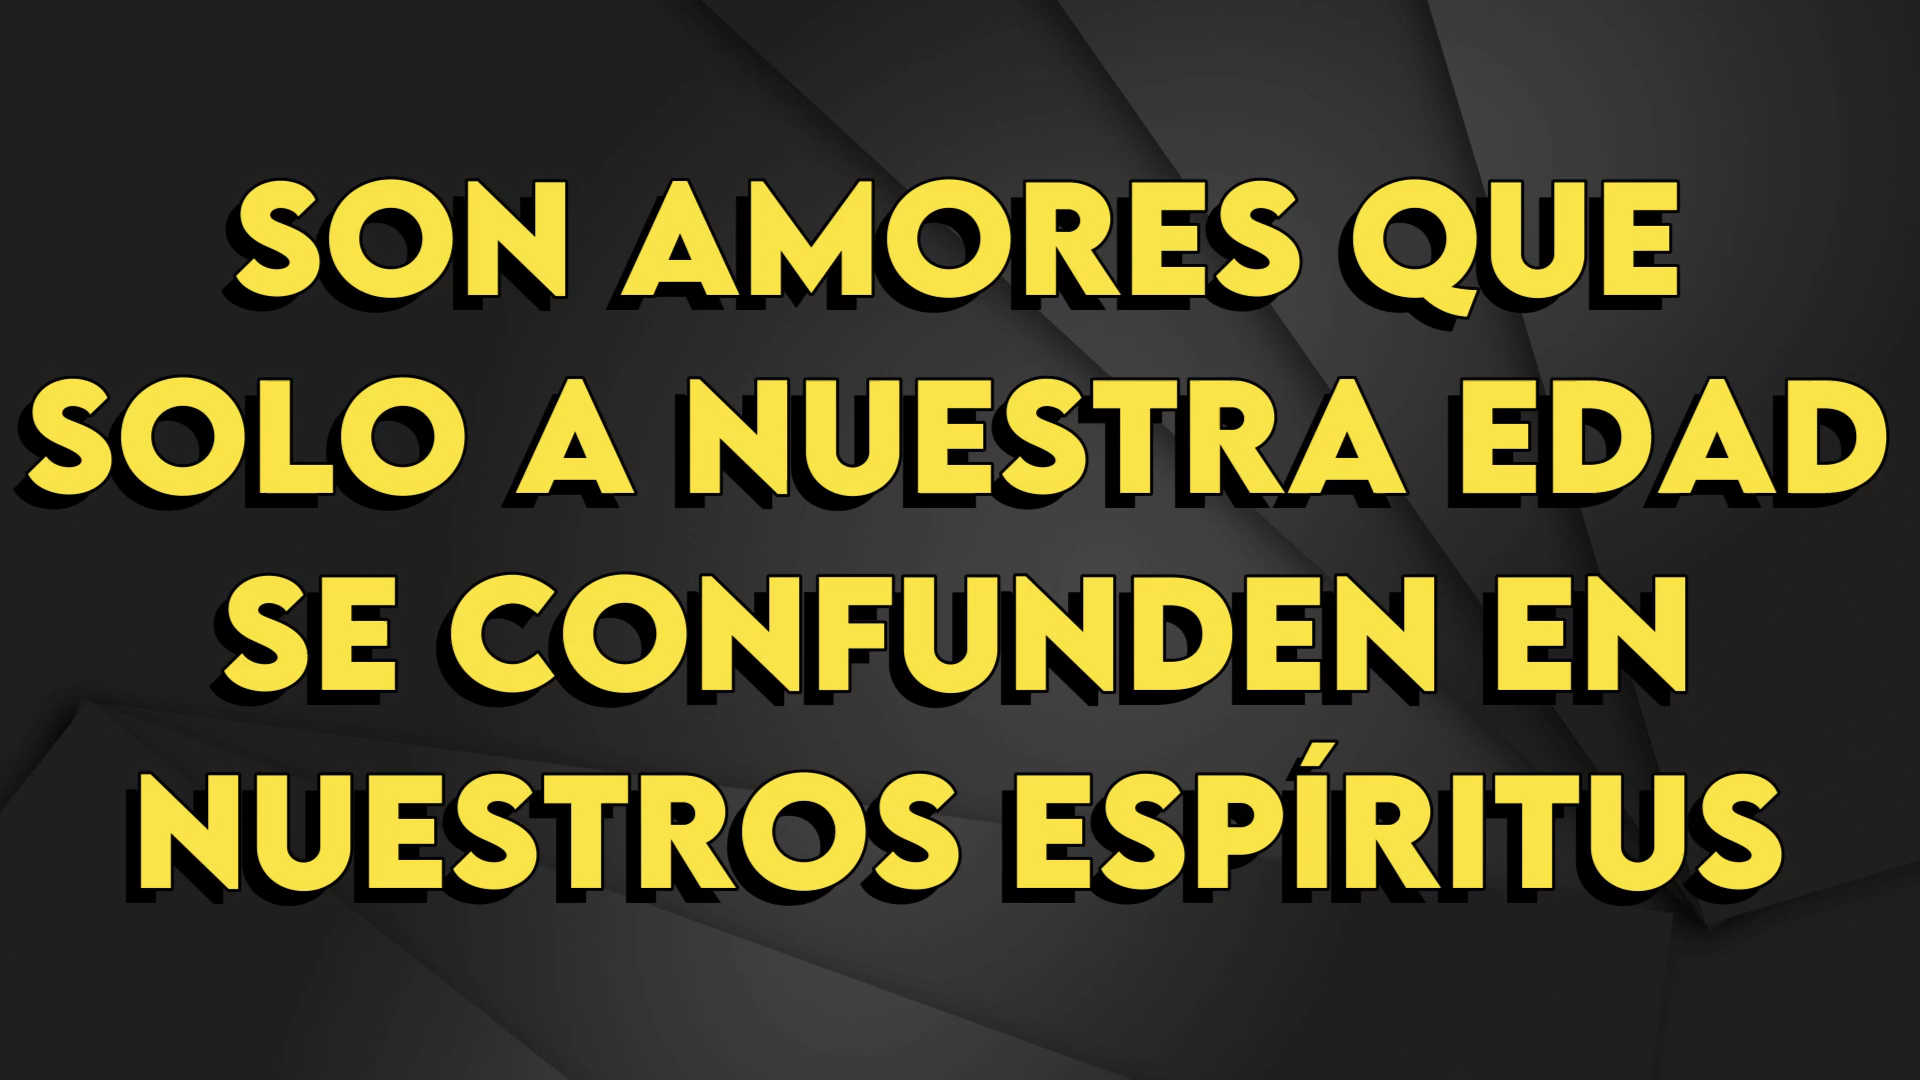 SON AMORES QUE
SOLO A NUESTRA EDAD
SE CONFUNDEN EN
NUESTROS ESPÍRITUS